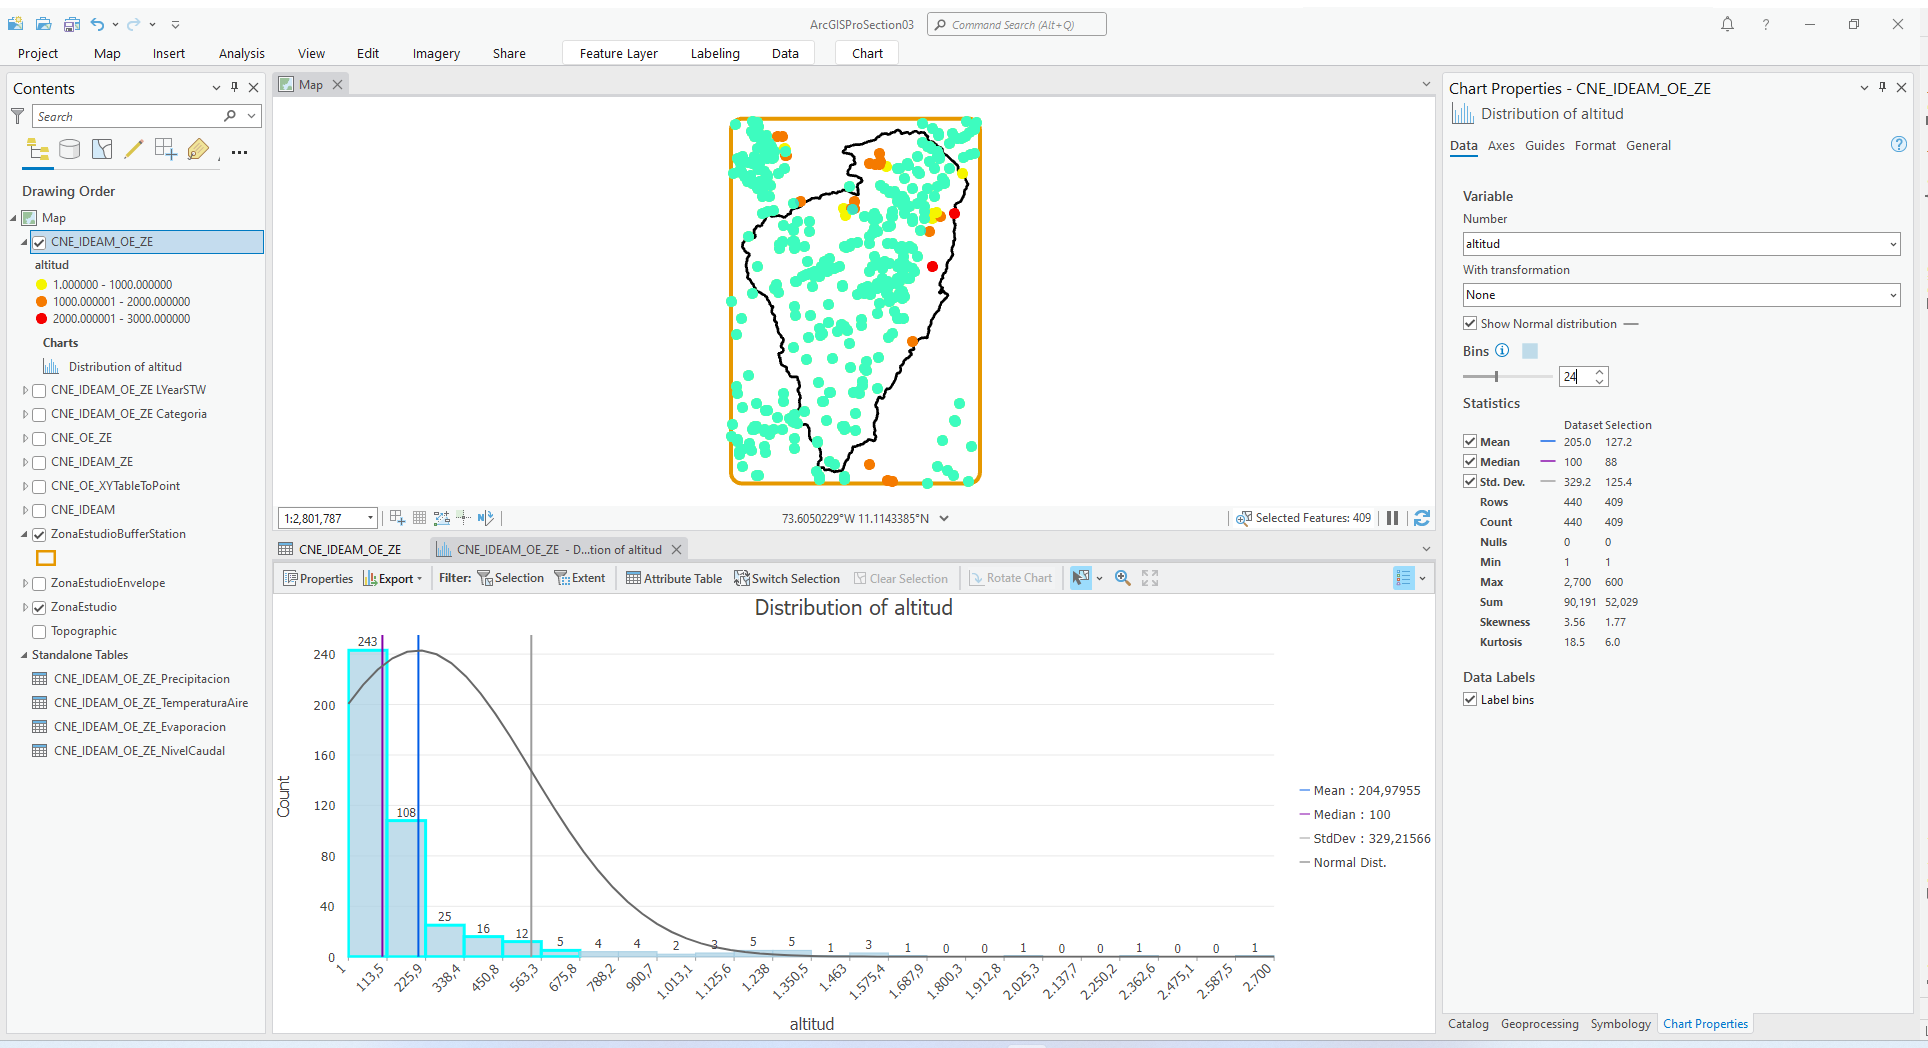 ArcGISProSection03
Command Search (Alt+Q)
?
Project Map Insert Analysis View Edit Imagery Share Feature Layer Labeling Data Chart
Contents
Search
Drawing Order
Map
CNE_IDEAM_OE_ZE
altitud
1.000000 - 1000.000000
1000.000001 - 2000.000000
2000.000001 - 3000.000000
Charts
Distribution of altitud
CNE_IDEAM_OE_ZE LYearSTW
CNE_IDEAM_OE_ZE Categoria
CNE_OE_ZE
CNE_IDEAM_ZE
CNE_OE_XYTableToPoint
CNE_IDEAM
ZonaEstudioBufferStation
ZonaEstudioEnvelope
ZonaEstudio
Topographic
Standalone Tables
CNE_IDEAM_OE_ZE_Precipitacion
CNE_IDEAM_OE_ZE_TemperaturaAire
CNE_IDEAM_OE_ZE_Evaporacion
CNE_IDEAM_OE_ZE_NivelCaudal
Map
1:2,801,787
73.6050229°W 11.1143385°N
Selected Features: 409
CNE_IDEAM_OE_ZE
CNE_IDEAM_OE_ZE - D...tion of altitud
Properties Export Filter: Selection Extent Attribute Table Switch Selection Clear Selection Rotate Chart
Distribution of altitud
Count
240
200
160
120
80
40
0
243 108 25 16 12 5 4 4 2 3 5 5 1 3 1 0 0 1 0 0 1 0 0 1
1 113,5 225,9 338,4 450,8 563,3 675,8 788,2 900,7 1.013,1 1.125,6 1.238 1.350,5 1.463 1.575,4 1.687,9 1.800,3 1.912,8 2.025,3 2.137,7 2.250,2 2.362,6 2.475,1 2.587,5 2.700
altitud
Mean : 204,97955
Median : 100
StdDev : 329,21566
Normal Dist.
Chart Properties - CNE_IDEAM_OE_ZE
Distribution of altitud
Data Axes Guides Format General
?
Variable
Number
altitud
With transformation
None
Show Normal distribution
Bins
24
Statistics
Dataset Selection
Mean 205.0 127.2
Median 100 88
Std. Dev. 329.2 125.4
Rows 440 409
Count 440 409
Nulls 0 0
Min 1 1
Max 2,700 600
Sum 90,191 52,029
Skewness 3.56 1.77
Kurtosis 18.5 6.0
Data Labels
Label bins
Catalog Geoprocessing Symbology Chart Properties